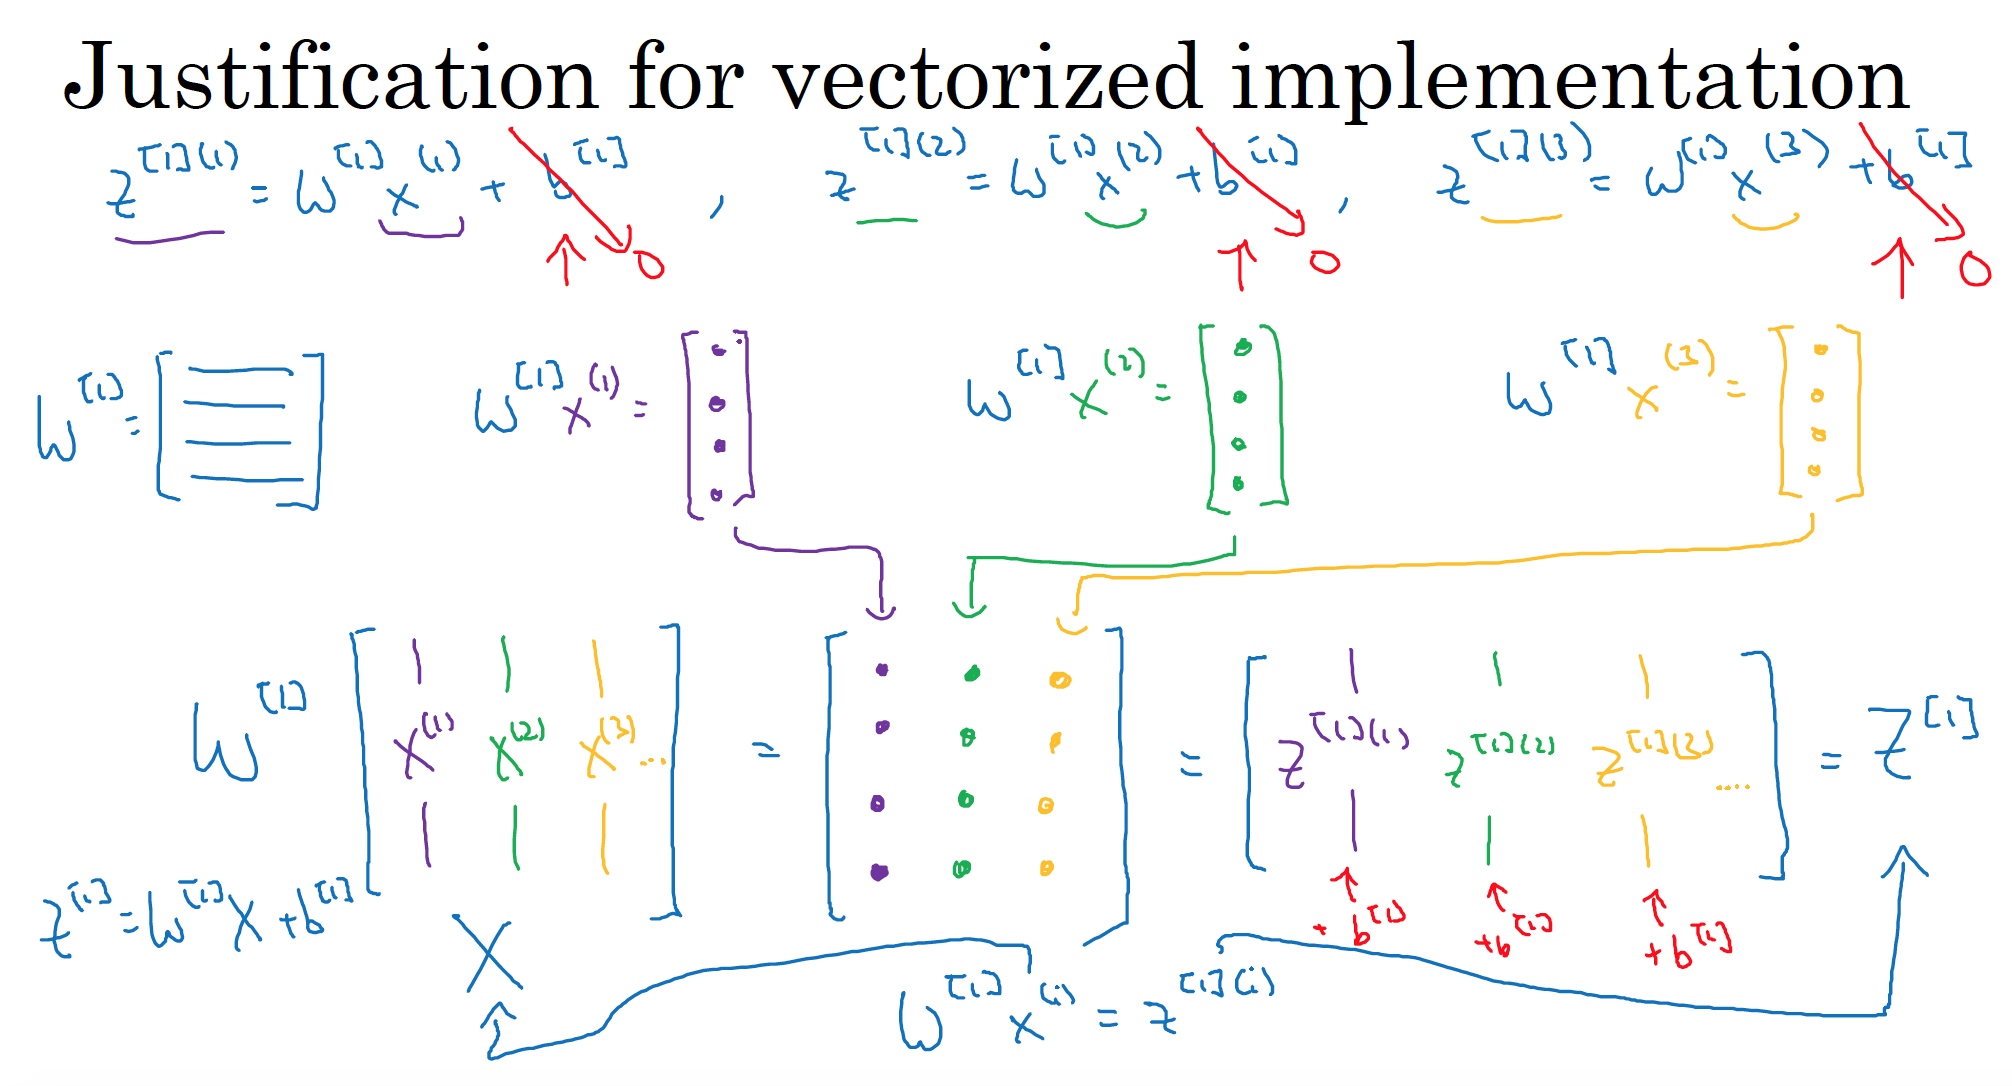 Justification for vectorized implementation
z^[1](1) = W^[1] x^(1) + b^[1] , z^[1](2) = W^[1] x^(2) + b^[1] , z^[1](3) = W^[1] x^(3) + b^[1]
0 0 0
W^[1] = W^[1] x^(1) = W^[1] x^(2) = W^[1] x^(3) =
W^[1] [ x^(1) x^(2) x^(3) ... ] = = [ z^[1](1) z^[1](2) z^[1](3) .... ] = Z^[1]
Z^[1] = W^[1] X + b^[1]
+ b^[1] + b^[1] + b^[1]
X
W^[1] x^(i) = z^[1](i)